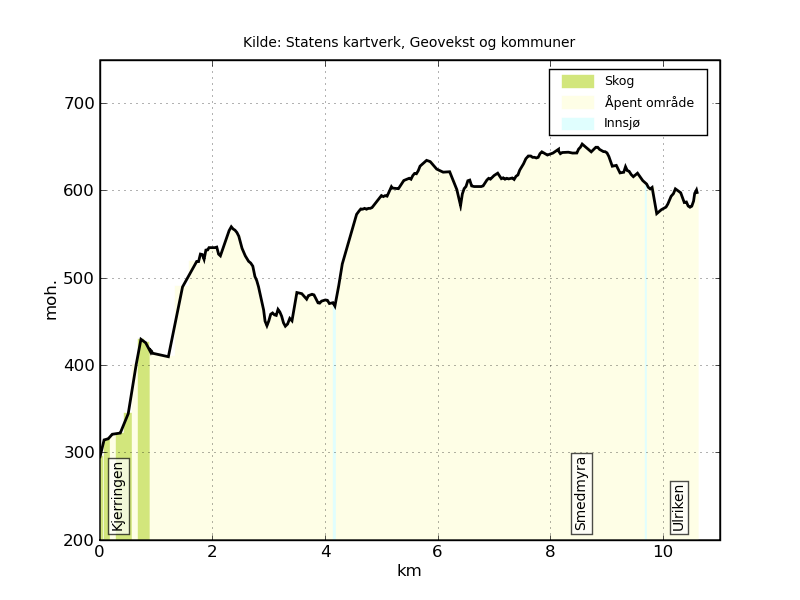 Kilde: Statens kartverk, Geovekst og kommuner
Skog
Åpent område
Innsjø
moh.
700
600
500
400
300
200
Kjerringen
Smedmyra
Ulriken
0
2
4
6
8
10
km